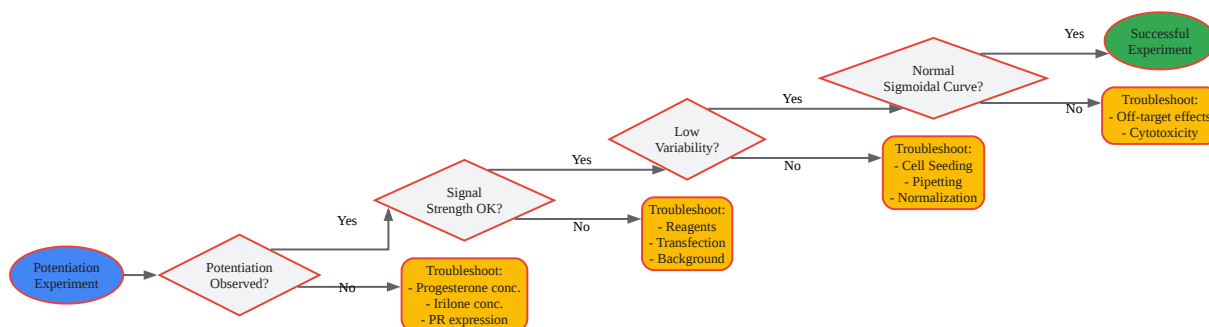 Potentiation
Experiment
Potentiation
Observed?
Yes
No
Troubleshoot:
- Progesterone conc.
- Irilone conc.
- PR expression
Signal
Strength OK?
Yes
No
Troubleshoot:
- Reagents
- Transfection
- Background
Low
Variability?
Yes
No
Troubleshoot:
- Cell Seeding
- Pipetting
- Normalization
Normal
Sigmoidal Curve?
Yes
No
Successful
Experiment
Troubleshoot:
- Off-target effects
- Cytotoxicity